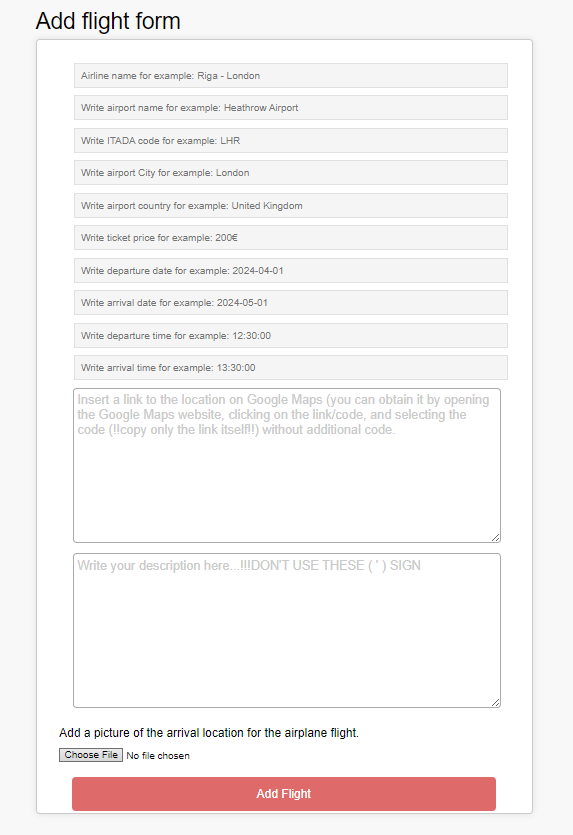 Add flight form
Airline name for example: Riga - London
Write airport name for example: Heathrow Airport
Write ITADA code for example: LHR
Write airport City for example: London
Write airport country for example: United Kingdom
Write ticket price for example: 200€
Write departure date for example: 2024-04-01
Write arrival date for example: 2024-05-01
Write departure time for example: 12:30:00
Write arrival time for example: 13:30:00
Insert a link to the location on Google Maps (you can obtain it by opening
the Google Maps website, clicking on the link/code, and selecting the
code (!!copy only the link itself!!) without additional code.
Write your description here...!!!DON'T USE THESE ( ' ) SIGN
Add a picture of the arrival location for the airplane flight.
Choose File No file chosen
Add Flight